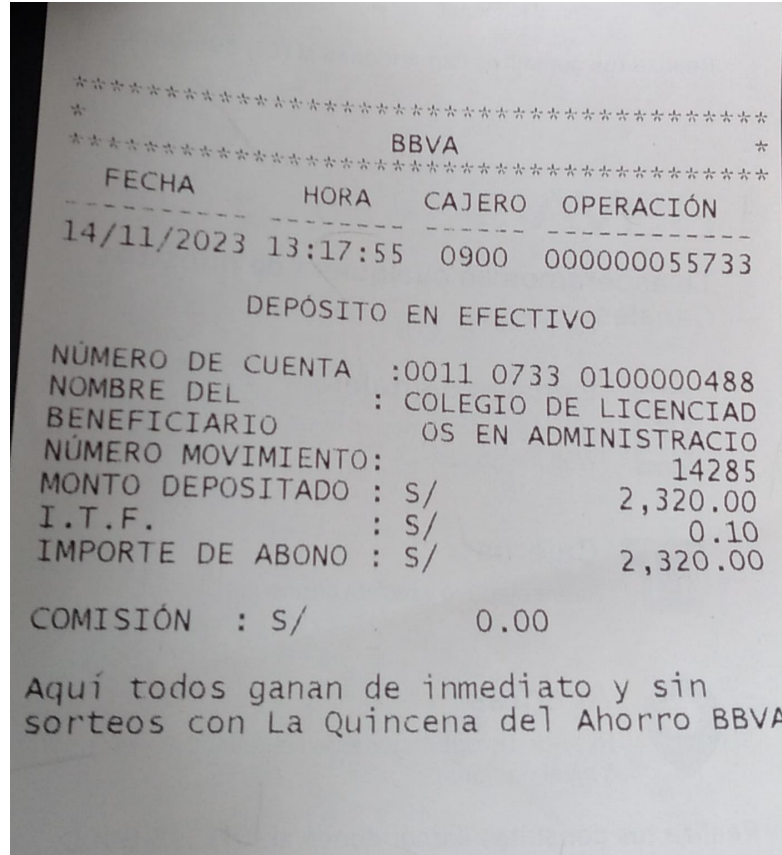 ******************************************
* BBVA *
******************************************
FECHA HORA CAJERO OPERACIÓN
---------- -------- ------ ------------
14/11/2023 13:17:55 0900 000000055733
DEPÓSITO EN EFECTIVO
NÚMERO DE CUENTA :0011 0733 0100000488
NOMBRE DEL : COLEGIO DE LICENCIAD
BENEFICIARIO OS EN ADMINISTRACIO
NÚMERO MOVIMIENTO: 14285
MONTO DEPOSITADO : S/ 2,320.00
I.T.F. : S/ 0.10
IMPORTE DE ABONO : S/ 2,320.00
COMISIÓN : S/ 0.00
Aquí todos ganan de inmediato y sin
sorteos con La Quincena del Ahorro BBVA